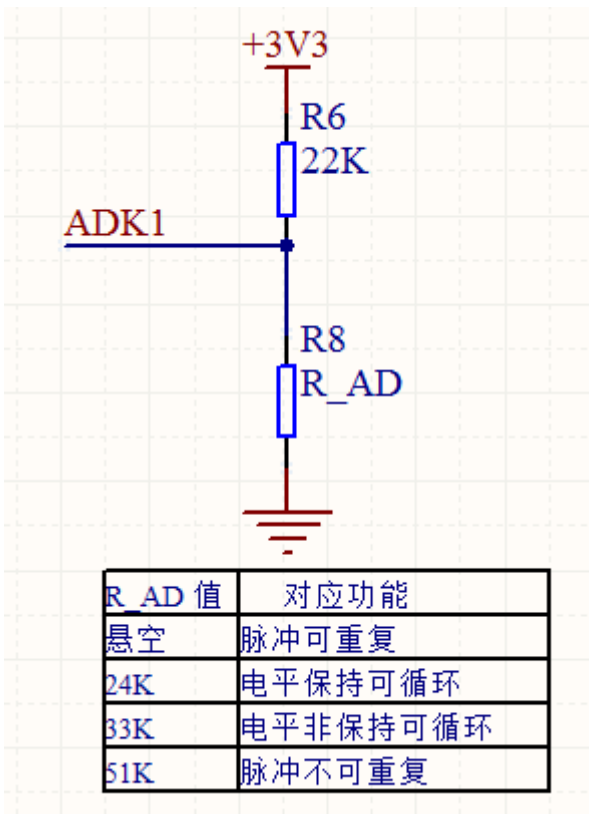 +3V3
R6
22K
ADK1
R8
R_AD
R_AD 值 对应功能
悬空 脉冲可重复
24K 电平保持可循环
33K 电平非保持可循环
51K 脉冲不可重复